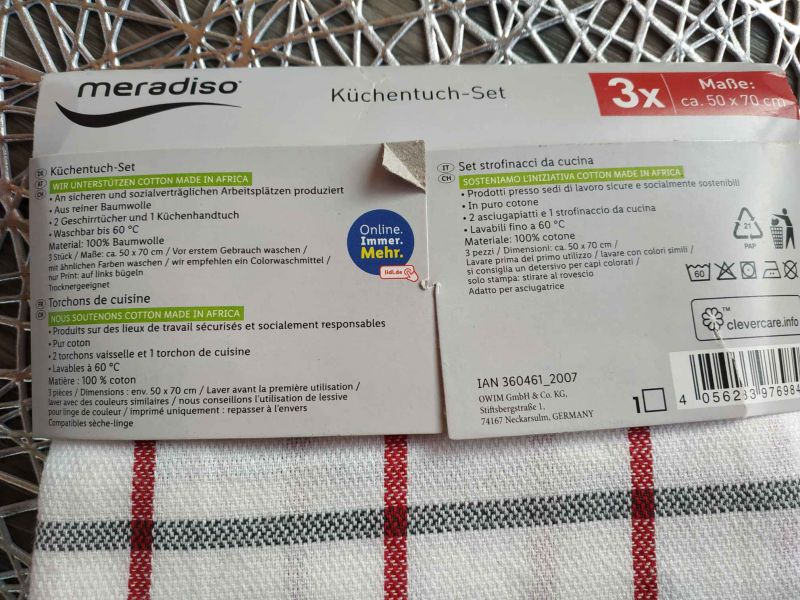 meradiso
Küchentuch-Set
3x
Maße:
ca. 50 x 70 cm
DE
AT
CH
Küchentuch-Set
WIR UNTERSTÜTZEN COTTON MADE IN AFRICA
• An sicheren und sozialverträglichen Arbeitsplätzen produziert
• Aus reiner Baumwolle
• 2 Geschirrtücher und 1 Küchenhandtuch
• Waschbar bis 60 °C
Material: 100% Baumwolle
3 Stück / Maße: ca. 50 x 70 cm / Vor erstem Gebrauch waschen /
mit ähnlichen Farben waschen / wir empfehlen ein Colorwaschmittel /
nur Print: auf links bügeln
Trocknergeeignet
Online.
Immer.
Mehr.
lidl.de
FR
CH
Torchons de cuisine
NOUS SOUTENONS COTTON MADE IN AFRICA
• Produits sur des lieux de travail sécurisés et socialement responsables
• Pur coton
• 2 torchons vaisselle et 1 torchon de cuisine
• Lavables à 60 °C
Matière : 100 % coton
3 pièces / Dimensions : env. 50 x 70 cm / Laver avant la première utilisation /
laver avec des couleurs similaires / nous conseillons l'utilisation de lessive
pour linge de couleur / imprimé uniquement : repasser à l'envers
Compatibles sèche-linge
IT
CH
Set strofinacci da cucina
SOSTENIAMO L'INIZIATIVA COTTON MADE IN AFRICA
• Prodotti presso sedi di lavoro sicure e socialmente sostenibili
• In puro cotone
• 2 asciugapiatti e 1 strofinaccio da cucina
• Lavabili fino a 60 °C
Materiale: 100% cotone
3 pezzi / Dimensioni: ca. 50 x 70 cm /
Lavare prima del primo utilizzo / lavare con colori simili /
si consiglia un detersivo per capi colorati /
solo stampa: stirare al rovescio
Adatto per asciugatrice
21
PAP
60
clevercare.info
TM
IAN 360461_2007
OWIM GmbH & Co. KG,
Stiftsbergstraße 1,
74167 Neckarsulm, GERMANY
1
4 056233 97698